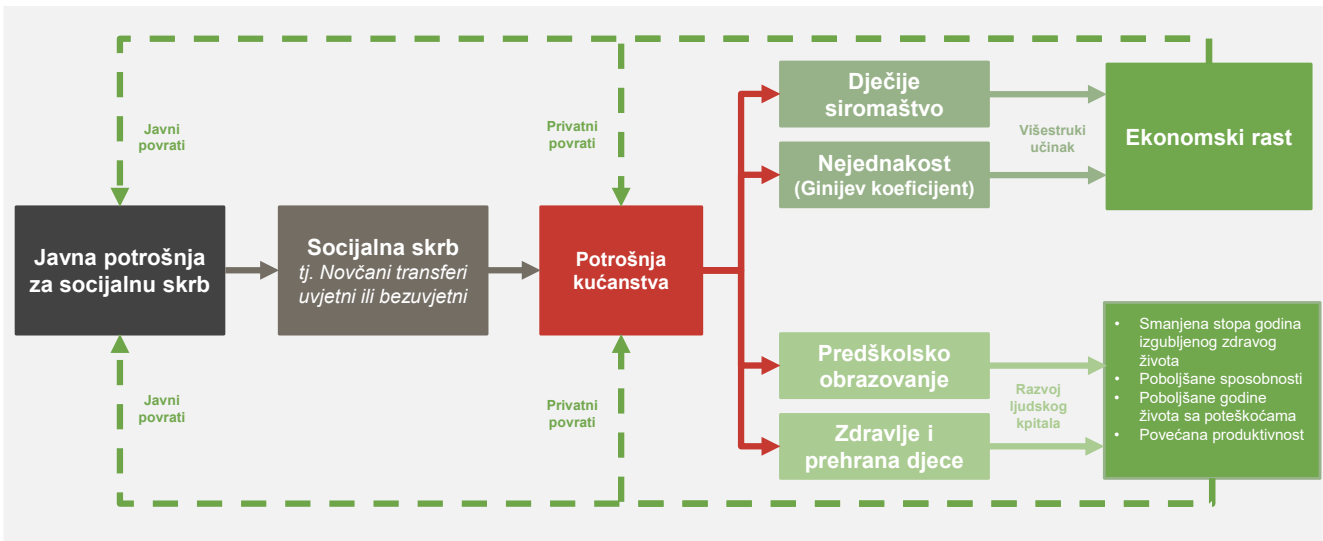 Javni
povrati
Privatni
povrati
Dječije
siromaštvo
Nejednakost
(Ginijev koeficijent)
Višestruki
učinak
Ekonomski rast
Javna potrošnja
za socijalnu skrb
Socijalna skrb
tj. Novčani transferi
uvjetni ili bezuvjetni
Potrošnja
kućanstva
Javni
povrati
Privatni
povrati
Predškolsko
obrazovanje
Zdravlje i
prehrana djece
Razvoj
ljudskog
kpitala
• Smanjena stopa godina
izgubljenog zdravog
života
• Poboljšane sposobnosti
• Poboljšane godine
života sa poteškoćama
• Povećana produktivnost